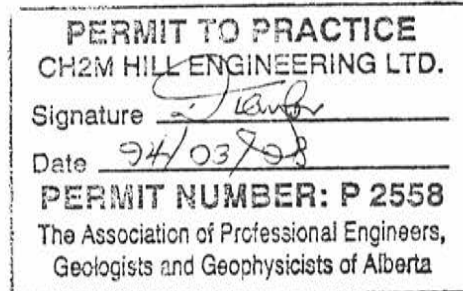 PERMIT TO PRACTICE
CH2M HILL ENGINEERING LTD.
Signature
Date 94/03/28
PERMIT NUMBER: P 2558
The Association of Professional Engineers,
Geologists and Geophysicists of Alberta